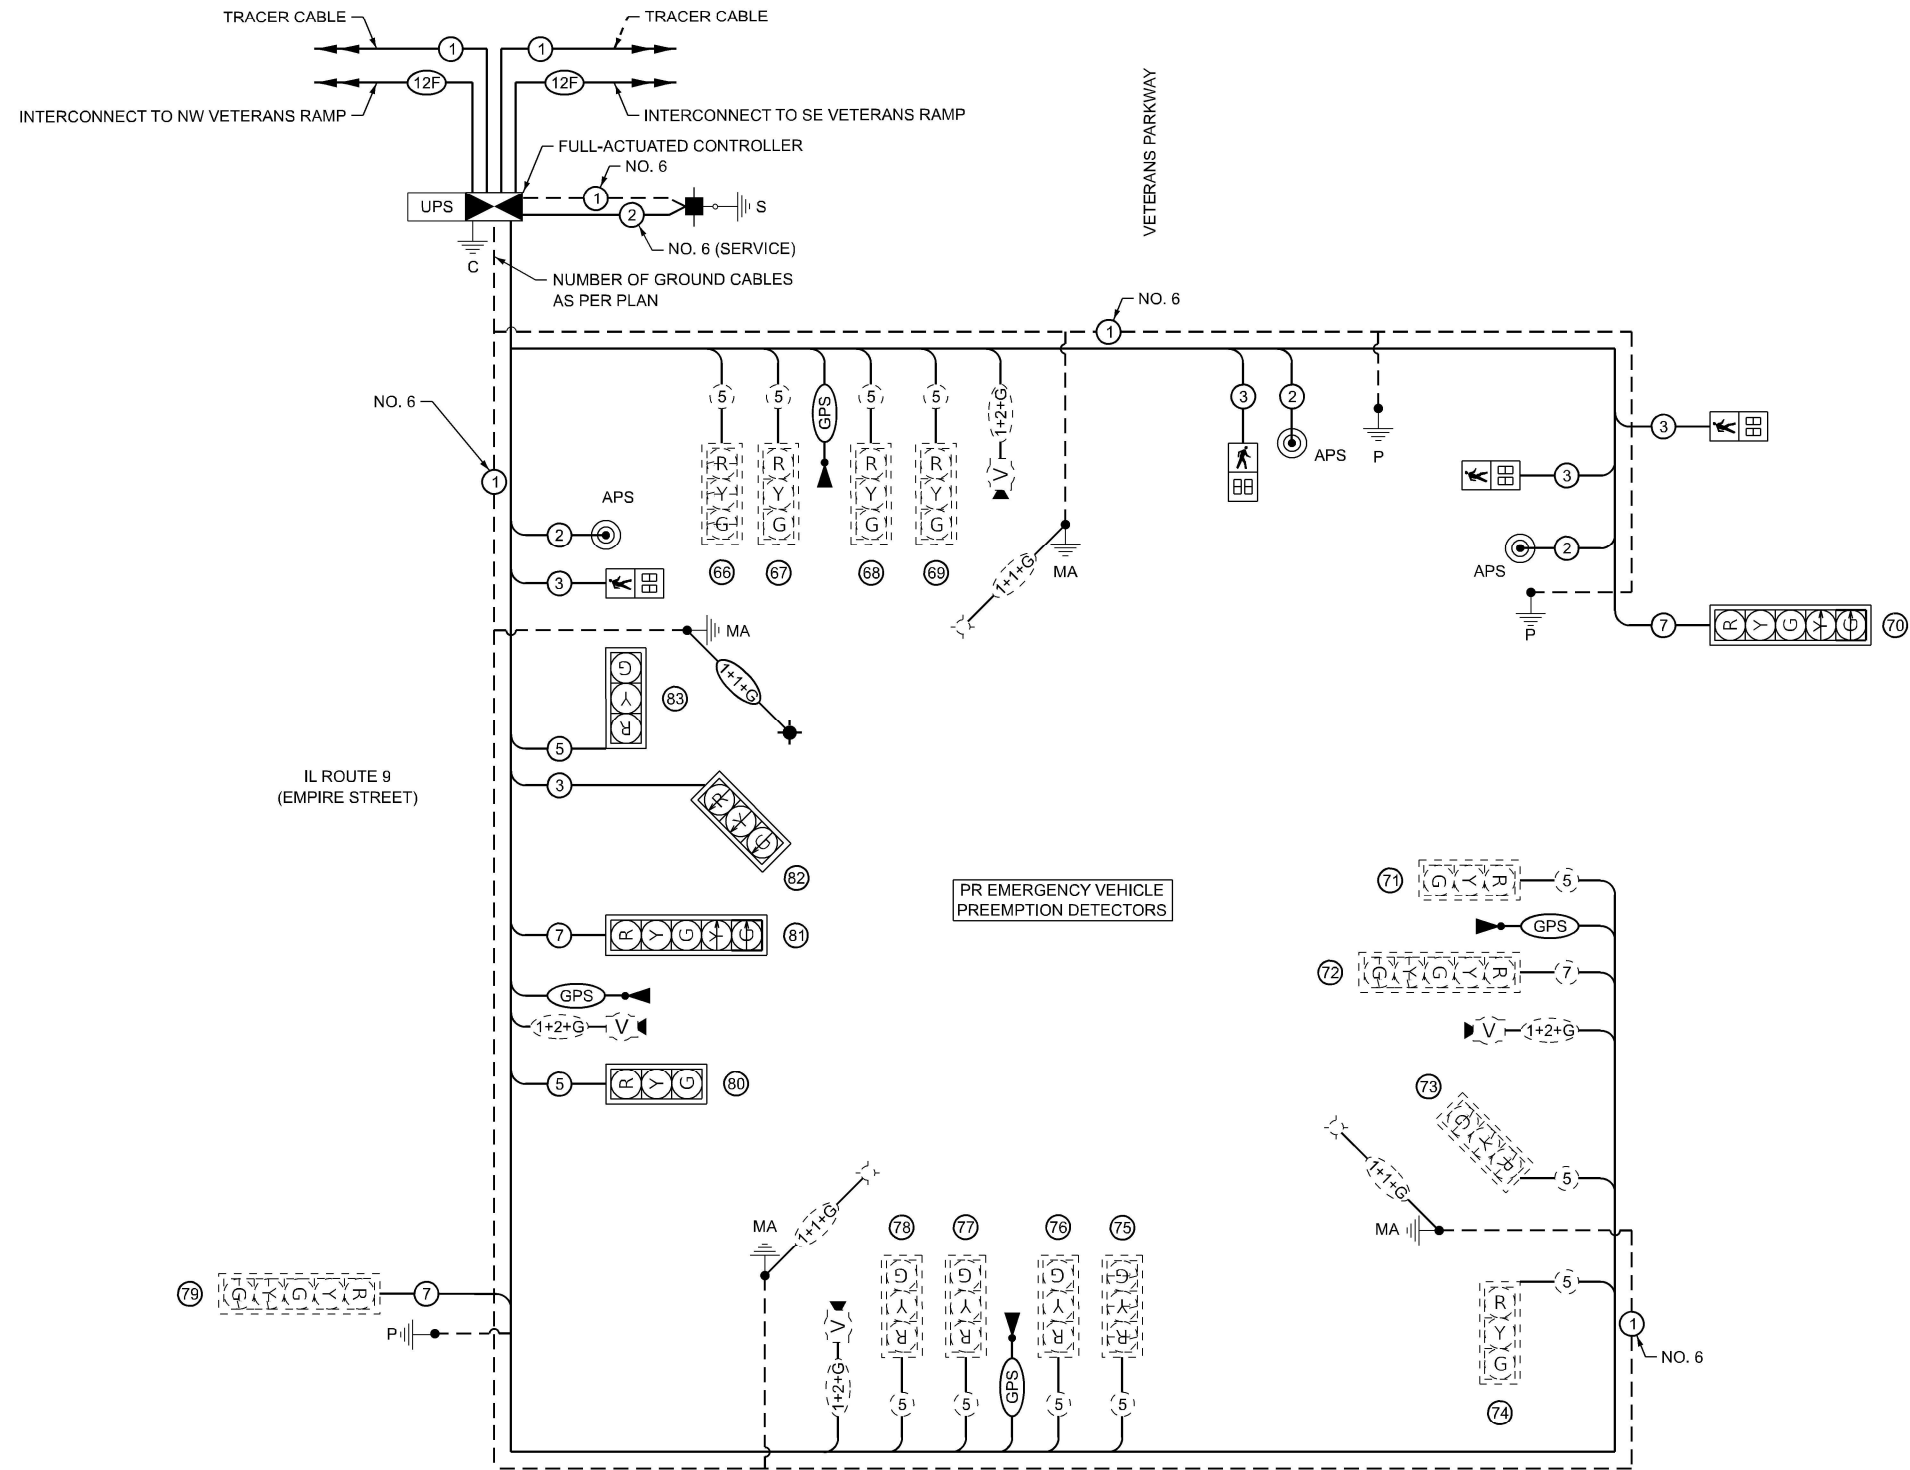 TRACER CABLE
TRACER CABLE
1
1
12F
12F
INTERCONNECT TO NW VETERANS RAMP
INTERCONNECT TO SE VETERANS RAMP
FULL-ACTUATED CONTROLLER
NO. 6
UPS
1
2
S
NO. 6 (SERVICE)
C
NUMBER OF GROUND CABLES
AS PER PLAN
VETERANS PARKWAY
NO. 6
1
NO. 6
1
5
5
GPS
5
5
1+2+G
3
2
R
Y
G
R
Y
G
R
Y
G
R
Y
G
V
APS
P
66
67
68
69
1+1+G
MA
3
3
2
APS
P
7
R Y G Y G
70
APS
2
3
MA
1+1+G
G
Y
R
83
5
3
R Y G
82
IL ROUTE 9
(EMPIRE STREET)
7
R Y G Y G
81
GPS
1+2+G
V
5
R Y G
80
PR EMERGENCY VEHICLE
PREEMPTION DETECTORS
71
G Y R
5
GPS
72
G Y G Y R
7
V
1+2+G
73
G Y R
5
1+1+G
MA
5
R
Y
G
74
1
NO. 6
79
G Y G Y R
7
P
MA
1+1+G
V
1+2+G
78
77
76
75
G
Y
R
G
Y
R
G
Y
R
G
Y
R
5
5
GPS
5
5